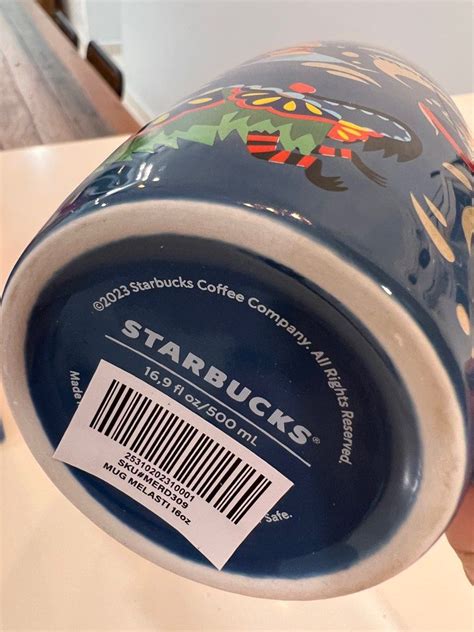 ©2023 Starbucks Coffee Company. All Rights Reserved.
STARBUCKS®
16,9 fl oz/500 mL
Made
25310202310001
SKU#MERD309
MUG MELASTI 16oz
Safe.